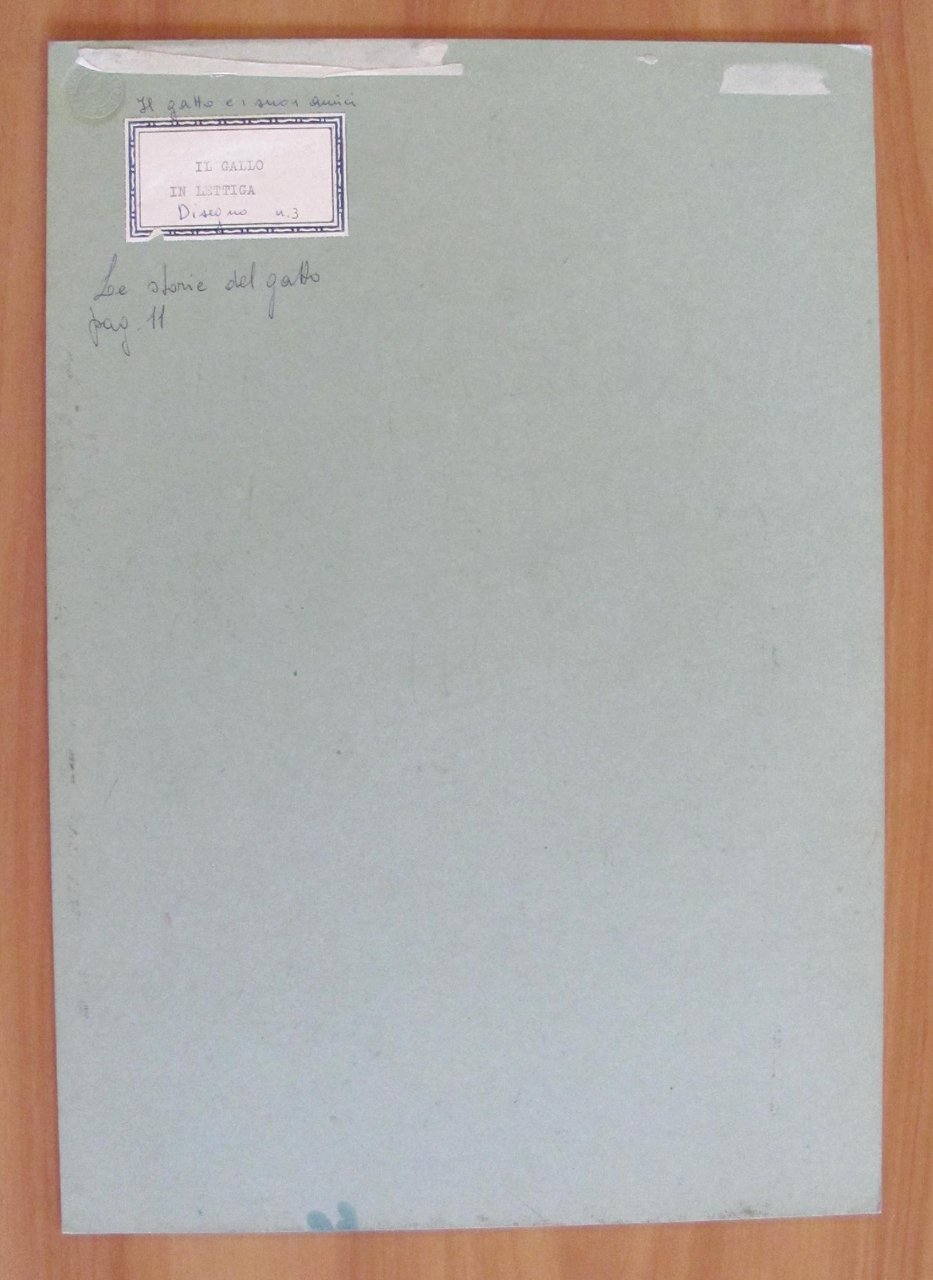 Il gatto e i suoi amici
IL GALLO
IN LETTIGA
Disegno n.3
Le storie del gatto
pag. 11